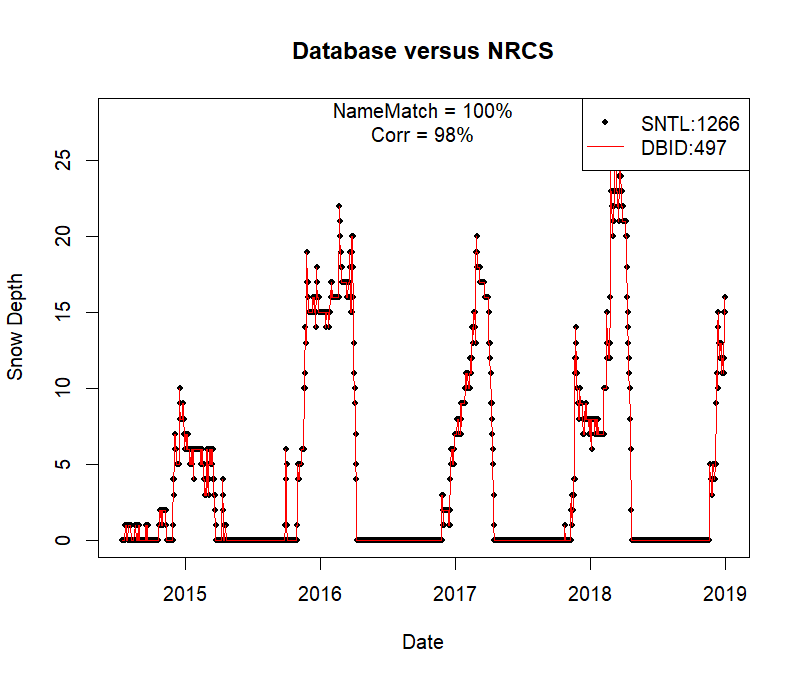 Database versus NRCS
NameMatch = 100%
Corr = 98%
SNTL:1266
DBID:497
Snow Depth
25
20
15
10
5
0
2015 2016 2017 2018 2019
Date